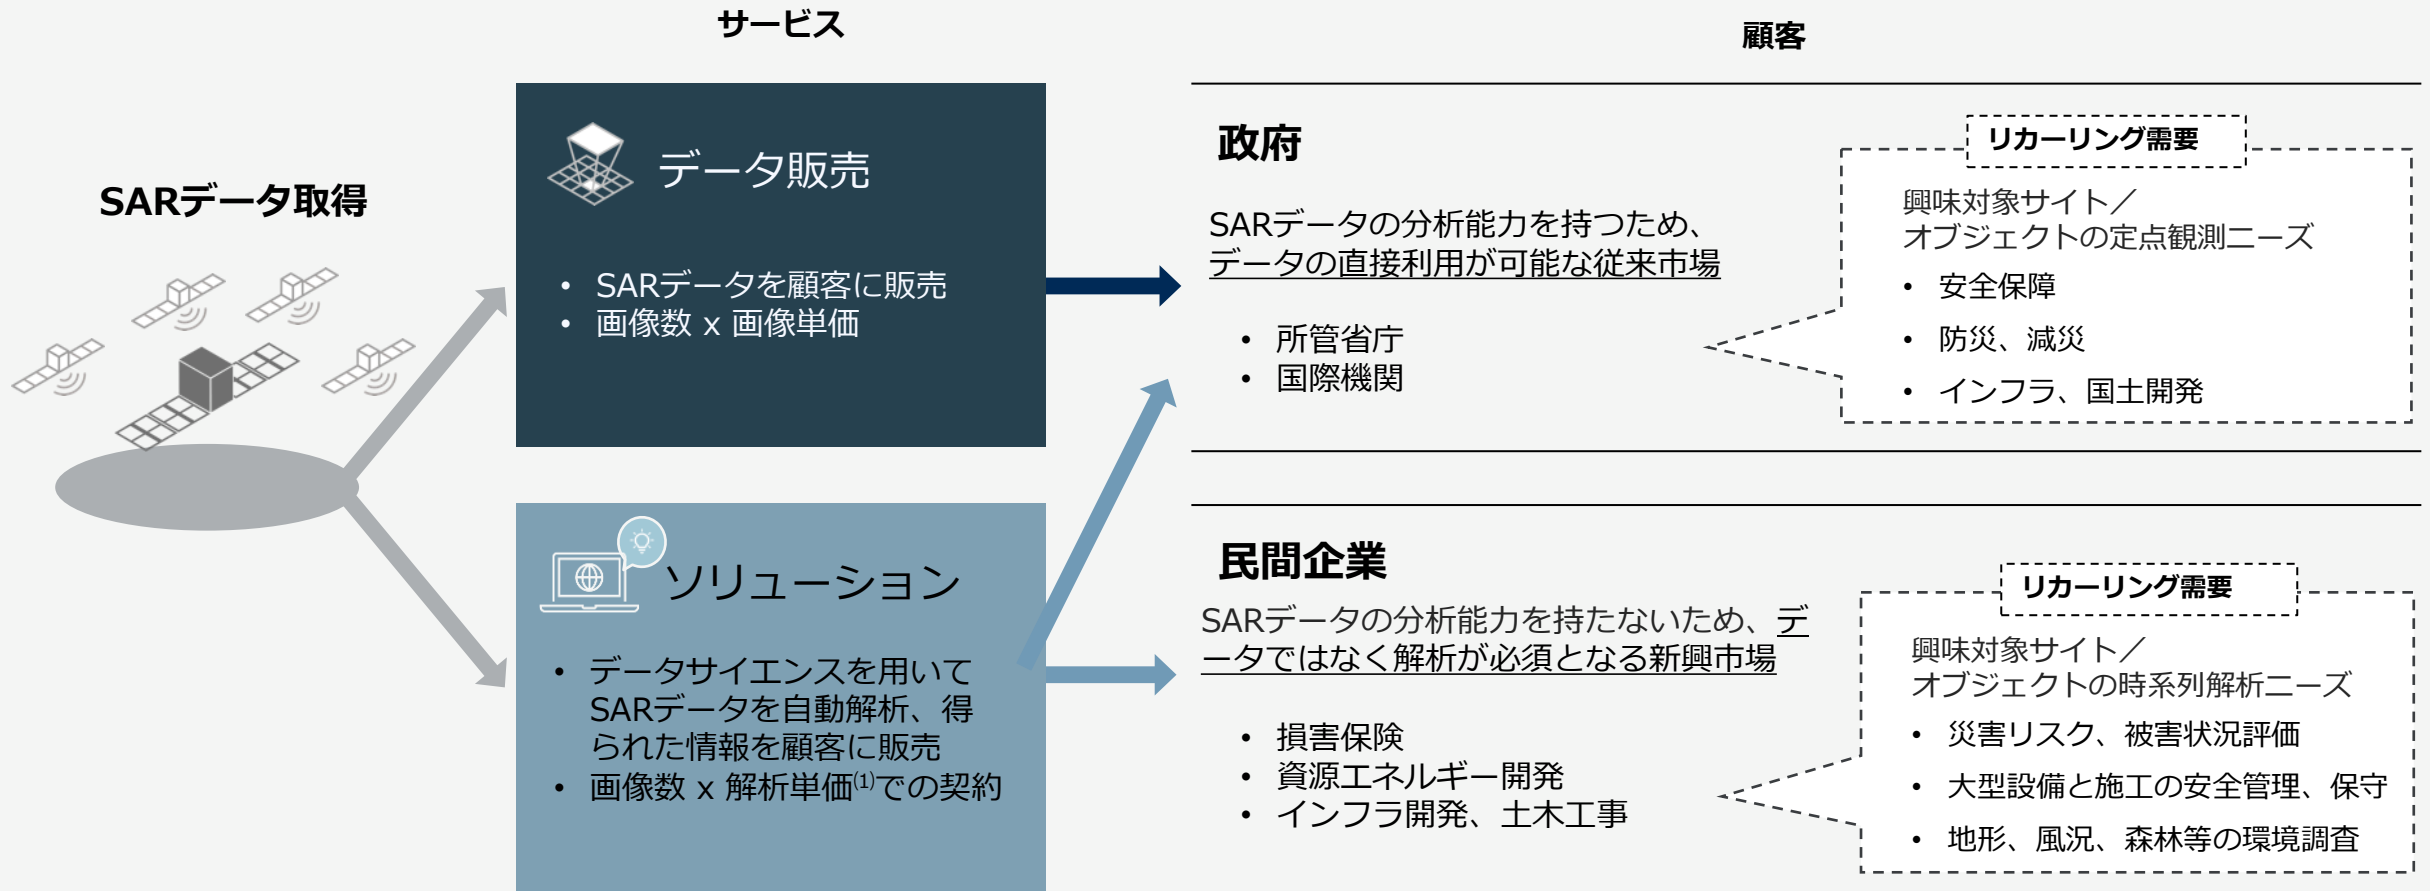 サービス
顧客
SARデータ取得
データ販売
• SARデータを顧客に販売
• 画像数 x 画像単価
ソリューション
• データサイエンスを用いて
SARデータを自動解析、得
られた情報を顧客に販売
• 画像数 x 解析単価(1)での契約
政府
SARデータの分析能力を持つため、
データの直接利用が可能な従来市場
• 所管省庁
• 国際機関
リカーリング需要
興味対象サイト／
オブジェクトの定点観測ニーズ
• 安全保障
• 防災、減災
• インフラ、国土開発
民間企業
SARデータの分析能力を持たないため、デ
ータではなく解析が必須となる新興市場
• 損害保険
• 資源エネルギー開発
• インフラ開発、土木工事
リカーリング需要
興味対象サイト／
オブジェクトの時系列解析ニーズ
• 災害リスク、被害状況評価
• 大型設備と施工の安全管理、保守
• 地形、風況、森林等の環境調査